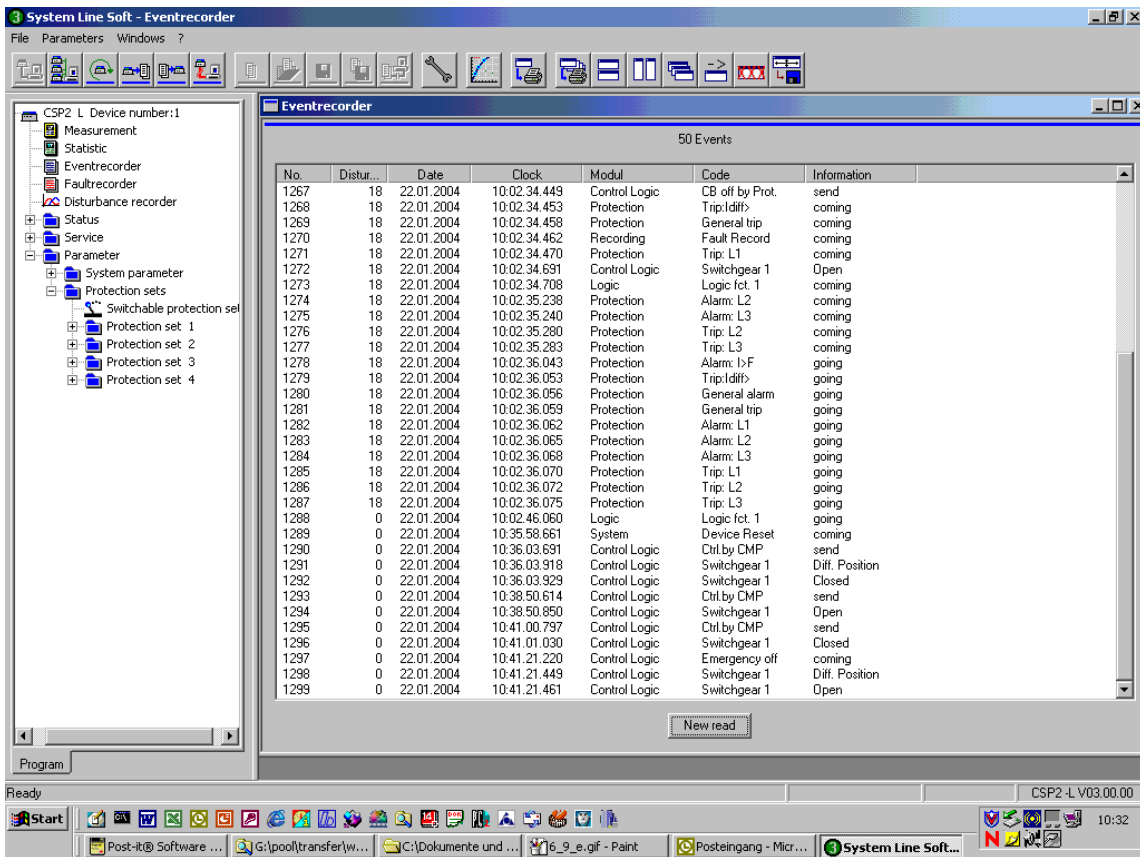 System Line Soft - Eventrecorder
File Parameters Windows ?
CSP2 L Device number:1
Measurement
Statistic
Eventrecorder
Faultrecorder
Disturbance recorder
Status
Service
Parameter
System parameter
Protection sets
Switchable protection sel
Protection set 1
Protection set 2
Protection set 3
Protection set 4
Program
Eventrecorder
50 Events
No. Distur... Date Clock Modul Code Information
1267 18 22.01.2004 10:02.34.449 Control Logic CB off by Prot. send
1268 18 22.01.2004 10:02.34.453 Protection Trip:Idiff> coming
1269 18 22.01.2004 10:02.34.458 Protection General trip coming
1270 18 22.01.2004 10:02.34.462 Recording Fault Record coming
1271 18 22.01.2004 10:02.34.470 Protection Trip: L1 coming
1272 18 22.01.2004 10:02.34.691 Control Logic Switchgear 1 Open
1273 18 22.01.2004 10:02.34.708 Logic Logic fct. 1 coming
1274 18 22.01.2004 10:02.35.238 Protection Alarm: L2 coming
1275 18 22.01.2004 10:02.35.240 Protection Alarm: L3 coming
1276 18 22.01.2004 10:02.35.280 Protection Trip: L2 coming
1277 18 22.01.2004 10:02.35.283 Protection Trip: L3 coming
1278 18 22.01.2004 10:02.36.043 Protection Alarm: I>F going
1279 18 22.01.2004 10:02.36.053 Protection Trip:Idiff> going
1280 18 22.01.2004 10:02.36.056 Protection General alarm going
1281 18 22.01.2004 10:02.36.059 Protection General trip going
1282 18 22.01.2004 10:02.36.062 Protection Alarm: L1 going
1283 18 22.01.2004 10:02.36.065 Protection Alarm: L2 going
1284 18 22.01.2004 10:02.36.068 Protection Alarm: L3 going
1285 18 22.01.2004 10:02.36.070 Protection Trip: L1 going
1286 18 22.01.2004 10:02.36.072 Protection Trip: L2 going
1287 18 22.01.2004 10:02.36.075 Protection Trip: L3 going
1288 0 22.01.2004 10:02.46.060 Logic Logic fct. 1 going
1289 0 22.01.2004 10:35.58.661 System Device Reset coming
1290 0 22.01.2004 10:36.03.691 Control Logic Ctrl.by CMP send
1291 0 22.01.2004 10:36.03.918 Control Logic Switchgear 1 Diff. Position
1292 0 22.01.2004 10:36.03.929 Control Logic Switchgear 1 Closed
1293 0 22.01.2004 10:38.50.614 Control Logic Ctrl.by CMP send
1294 0 22.01.2004 10:38.50.850 Control Logic Switchgear 1 Open
1295 0 22.01.2004 10:41.00.797 Control Logic Ctrl.by CMP send
1296 0 22.01.2004 10:41.01.030 Control Logic Switchgear 1 Closed
1297 0 22.01.2004 10:41.21.220 Control Logic Emergency off coming
1298 0 22.01.2004 10:41.21.449 Control Logic Switchgear 1 Diff. Position
1299 0 22.01.2004 10:41.21.461 Control Logic Switchgear 1 Open
New read
Ready
CSP2 -L V03.00.00
Start
10:32
Post-it® Software ...
G:\pool\transfer\w...
C:\Dokumente und ...
6_9_e.gif - Paint
Posteingang - Micr...
System Line Soft...